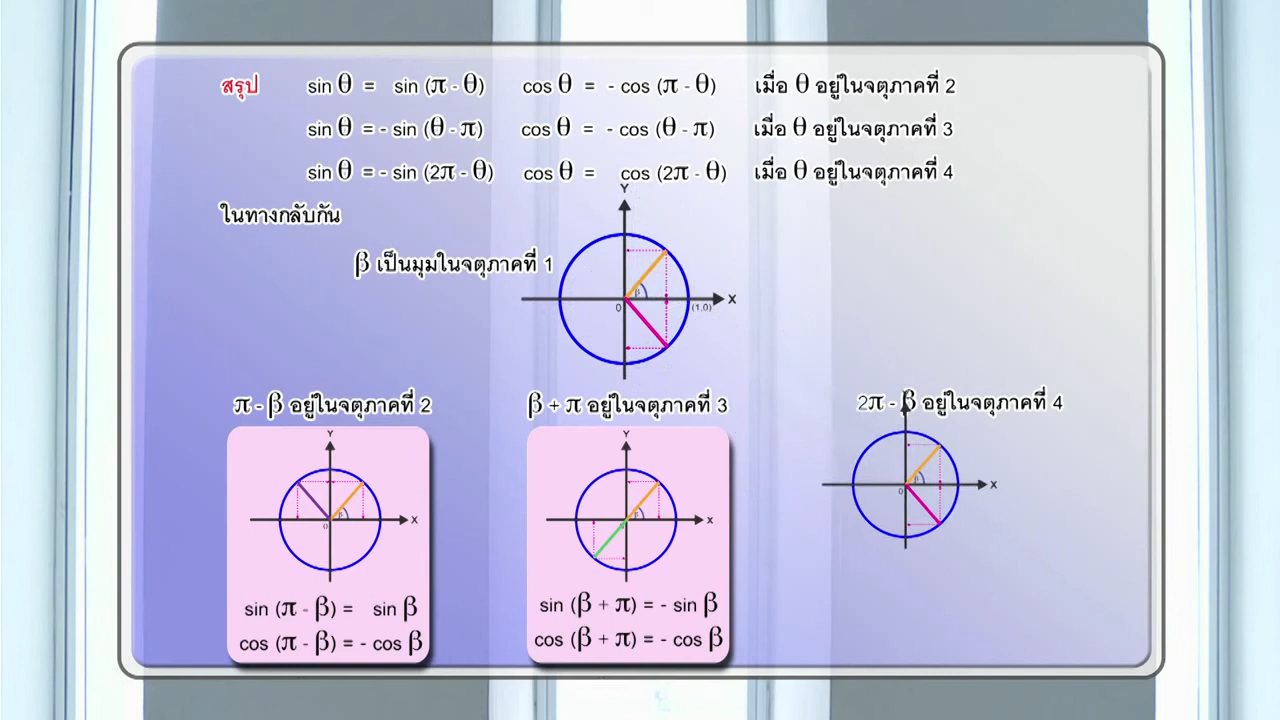 สรุป sin θ = sin (π - θ) cos θ = - cos (π - θ) เมื่อ θ อยู่ในจตุภาคที่ 2
sin θ = - sin (θ - π) cos θ = - cos (θ - π) เมื่อ θ อยู่ในจตุภาคที่ 3
sin θ = - sin (2π - θ) cos θ = cos (2π - θ) เมื่อ θ อยู่ในจตุภาคที่ 4
Y
ในทางกลับกัน
β เป็นมุมในจตุภาคที่ 1
β
X
0
(1,0)
π - β อยู่ในจตุภาคที่ 2
Y
β
X
0
sin (π - β) = sin β
cos (π - β) = - cos β
β + π อยู่ในจตุภาคที่ 3
Y
β
X
sin (β + π) = - sin β
cos (β + π) = - cos β
2π - β อยู่ในจตุภาคที่ 4
β
X
0